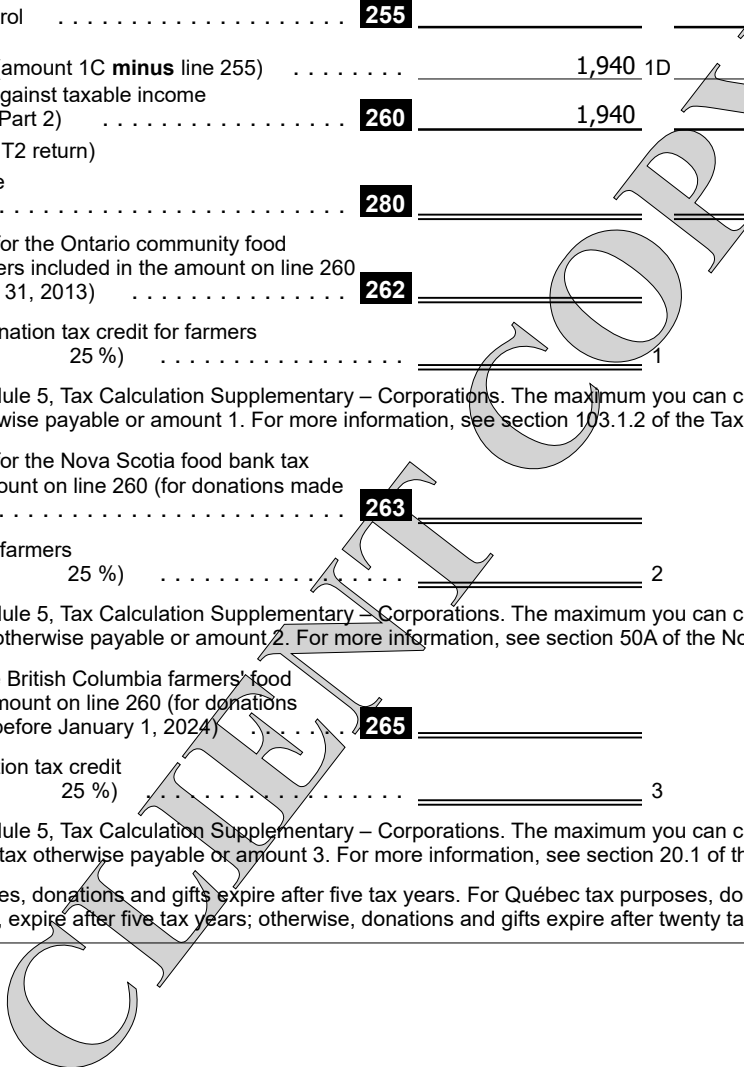 rol . . . . . . . . . . . . . . . . . . . . 255
(amount 1C minus line 255) . . . . . . . . 1,940 1D
gainst taxable income
Part 2) . . . . . . . . . . . . . . . . . 260 1,940
T2 return)
e
. . . . . . . . . . . . . . . . . . . . . . . . 280
for the Ontario community food
ers included in the amount on line 260
31, 2013) . . . . . . . . . . . . . . . 262
nation tax credit for farmers
25 %) . . . . . . . . . . . . . . . . . 1
dule 5, Tax Calculation Supplementary – Corporations. The maximum you can c
wise payable or amount 1. For more information, see section 103.1.2 of the Tax
for the Nova Scotia food bank tax
ount on line 260 (for donations made
. . . . . . . . . . . . . . . . . . . . . . . . 263
farmers
25 %) . . . . . . . . . . . . . . . . . 2
dule 5, Tax Calculation Supplementary – Corporations. The maximum you can c
otherwise payable or amount 2. For more information, see section 50A of the No
British Columbia farmers' food
mount on line 260 (for donations
before January 1, 2024) . . . . . . . 265
tion tax credit
25 %) . . . . . . . . . . . . . . . . . . 3
dule 5, Tax Calculation Supplementary – Corporations. The maximum you can c
tax otherwise payable or amount 3. For more information, see section 20.1 of th
es, donations and gifts expire after five tax years. For Québec tax purposes, do
, expire after five tax years; otherwise, donations and gifts expire after twenty ta
CLIENT COPY